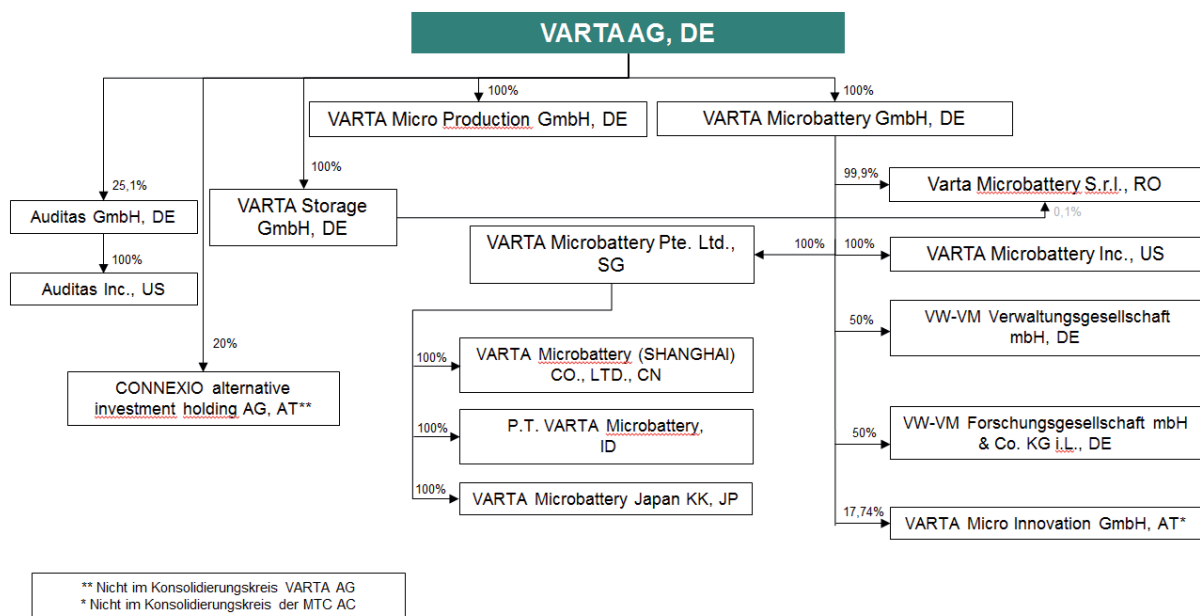 VARTA AG, DE
100%
VARTA Micro Production GmbH, DE
100%
VARTA Microbattery GmbH, DE
25,1%
Auditas GmbH, DE
100%
Auditas Inc., US
20%
CONNEXIO alternative
investment holding AG, AT**
100%
VARTA Storage
GmbH, DE
99,9%
Varta Microbattery S.r.l., RO
0,1%
100%
VARTA Microbattery Pte. Ltd.,
SG
100%
VARTA Microbattery Inc., US
100%
VARTA Microbattery (SHANGHAI)
CO., LTD., CN
100%
P.T. VARTA Microbattery,
ID
100%
VARTA Microbattery Japan KK, JP
50%
VW-VM Verwaltungsgesellschaft
mbH, DE
50%
VW-VM Forschungsgesellschaft mbH
& Co. KG i.L., DE
17,74%
VARTA Micro Innovation GmbH, AT*
** Nicht im Konsolidierungskreis VARTA AG
* Nicht im Konsolidierungskreis der MTC AC